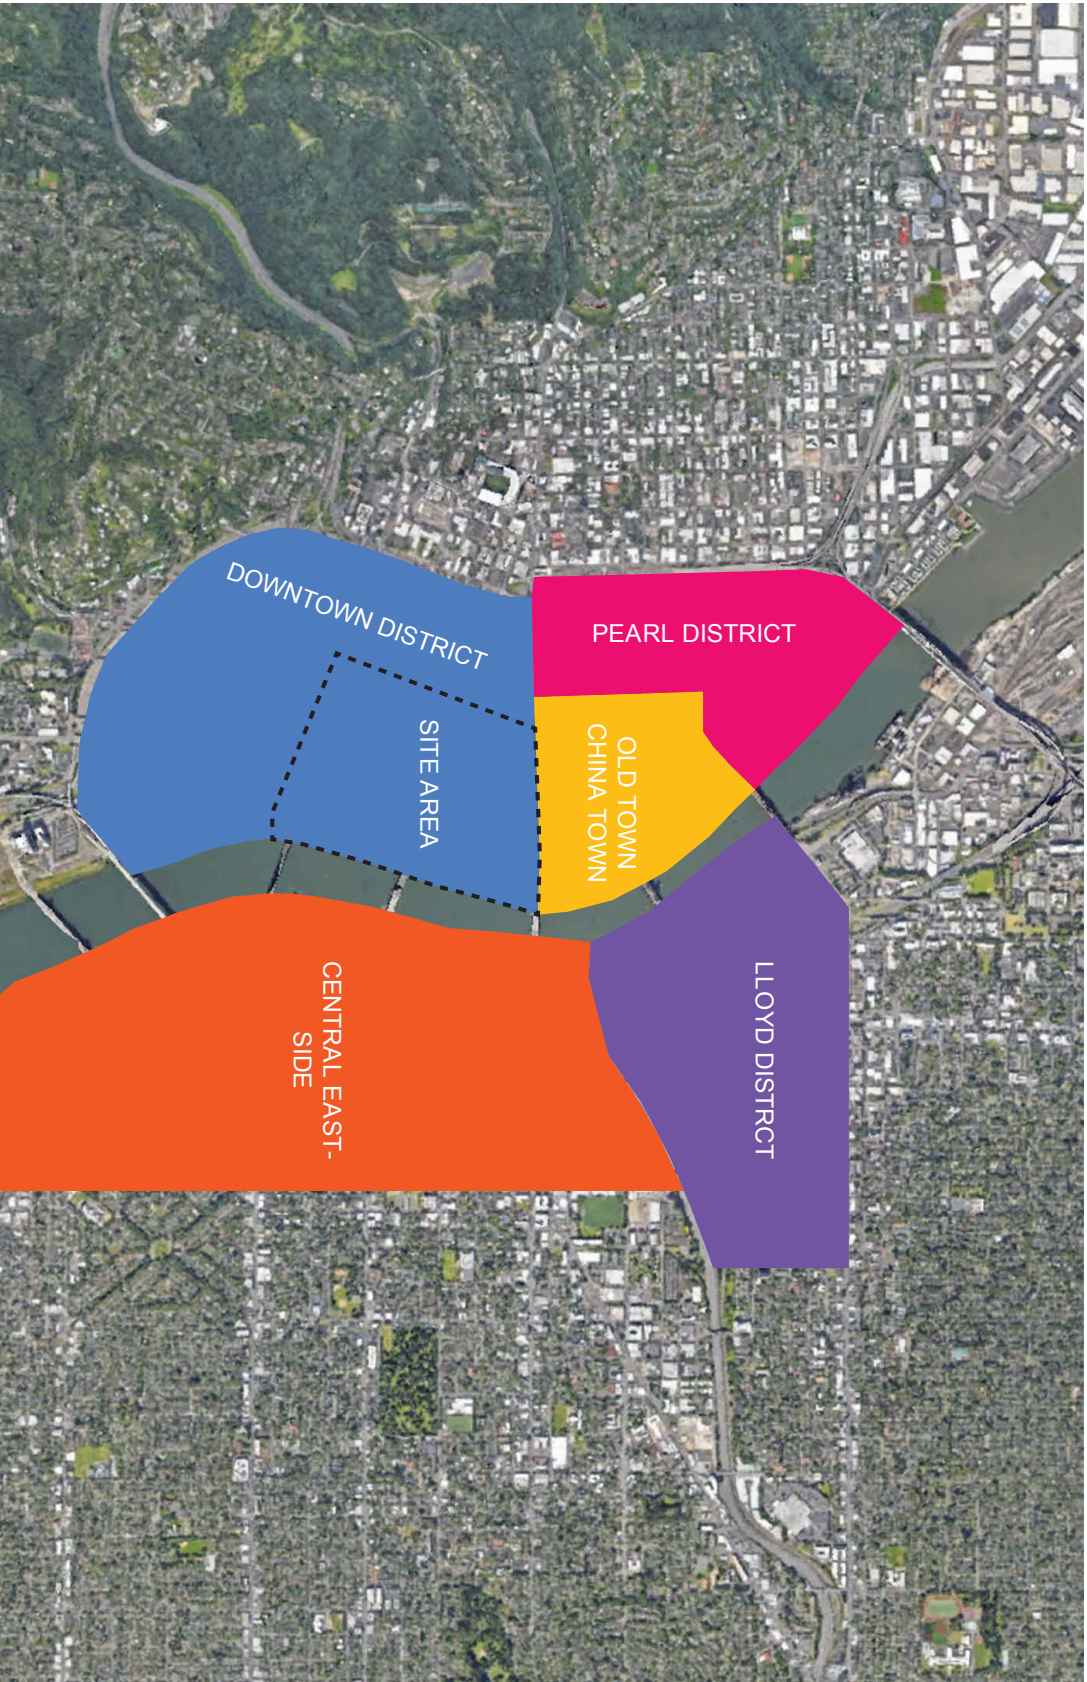 DOWNTOWN DISTRICT
PEARL DISTRICT
SITE AREA
OLD TOWN
CHINA TOWN
LLOYD DISTRCT
CENTRAL EAST-
SIDE